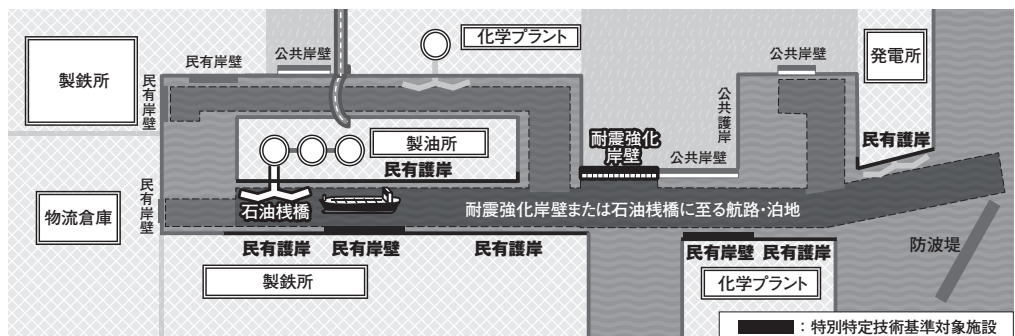 化学プラント
公共岸壁
民有岸壁
公共岸壁
発電所
製鉄所
民有岸壁
公共護岸
製油所
民有護岸
耐震強化
岸壁
公共岸壁
民有護岸
民有岸壁
物流倉庫
石油桟橋
耐震強化岸壁または石油桟橋に至る航路・泊地
民有護岸
民有岸壁
民有護岸
民有岸壁
民有護岸
防波堤
製鉄所
化学プラント
：特別特定技術基準対象施設